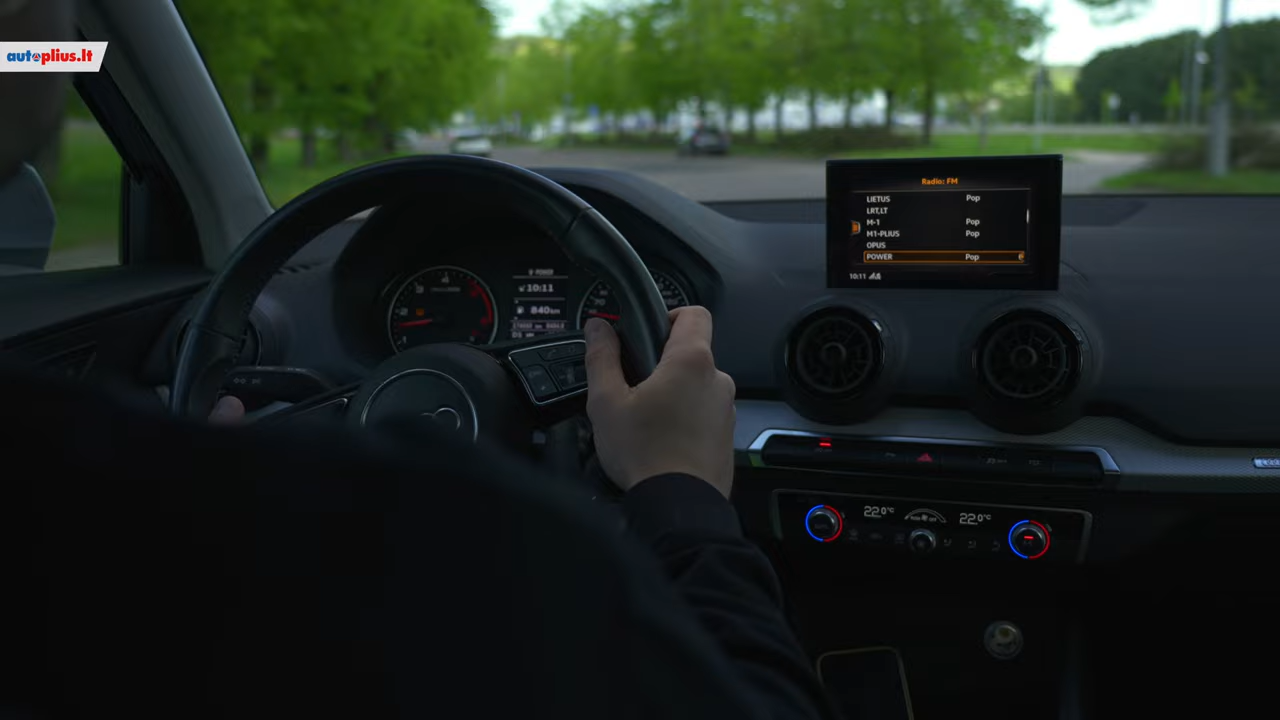 autoplius.lt
Radio: FM
LIETUS Pop
LRT,LT
M-1 Pop
M1-PLIUS Pop
OPUS
POWER Pop
10:11
POWER
10:11
840km
22.0°C
22.0°C